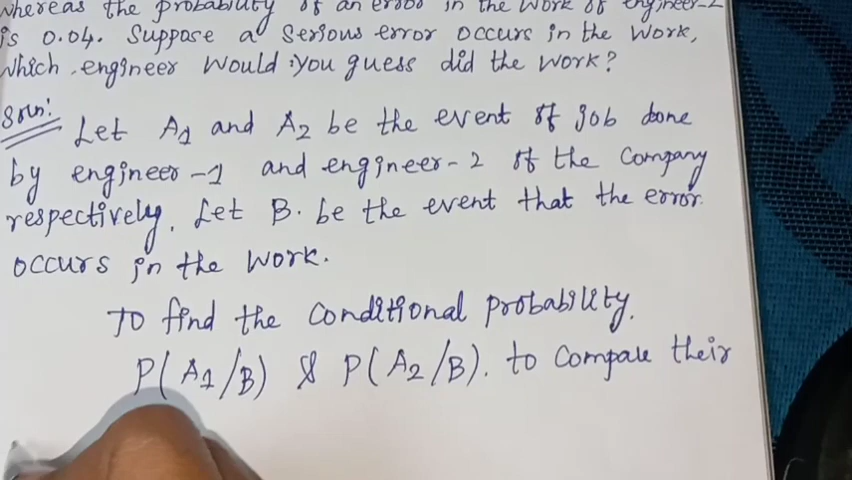 whereas the probability of an error in the work of engineer-2
is 0.04. Suppose a serious error occurs in the work,
which engineer would you guess did the work?
Soln:
Let A1 and A2 be the event of job done
by engineer-1 and engineer-2 of the company
respectively. Let B. be the event that the error
occurs in the work.
To find the conditional probability.
P(A1/B) & P(A2/B). to compare their